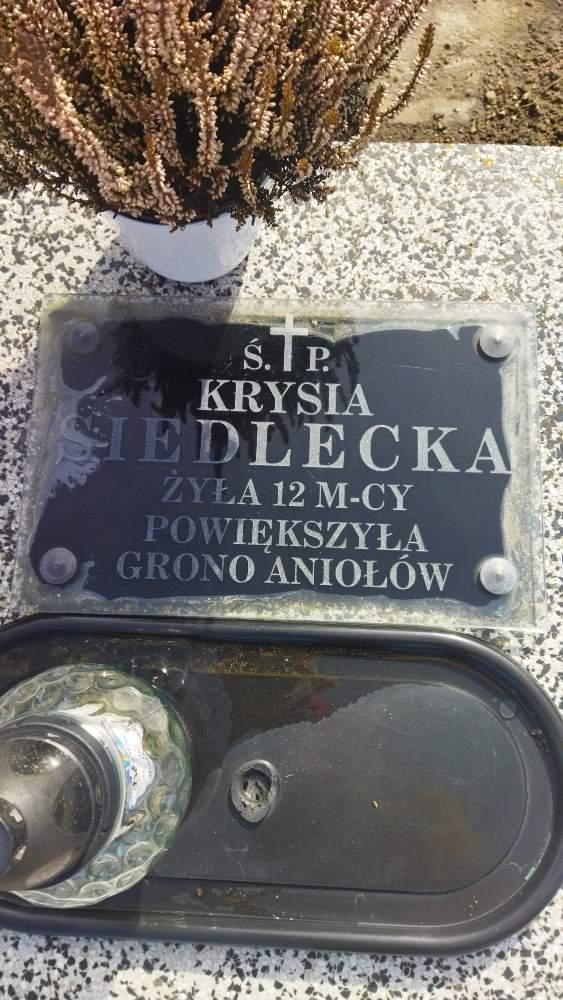 Ś. P.
KRYSIA
SIEDLECKA
ŻYŁA 12 M-CY
POWIĘKSZYŁA
GRONO ANIOŁÓW